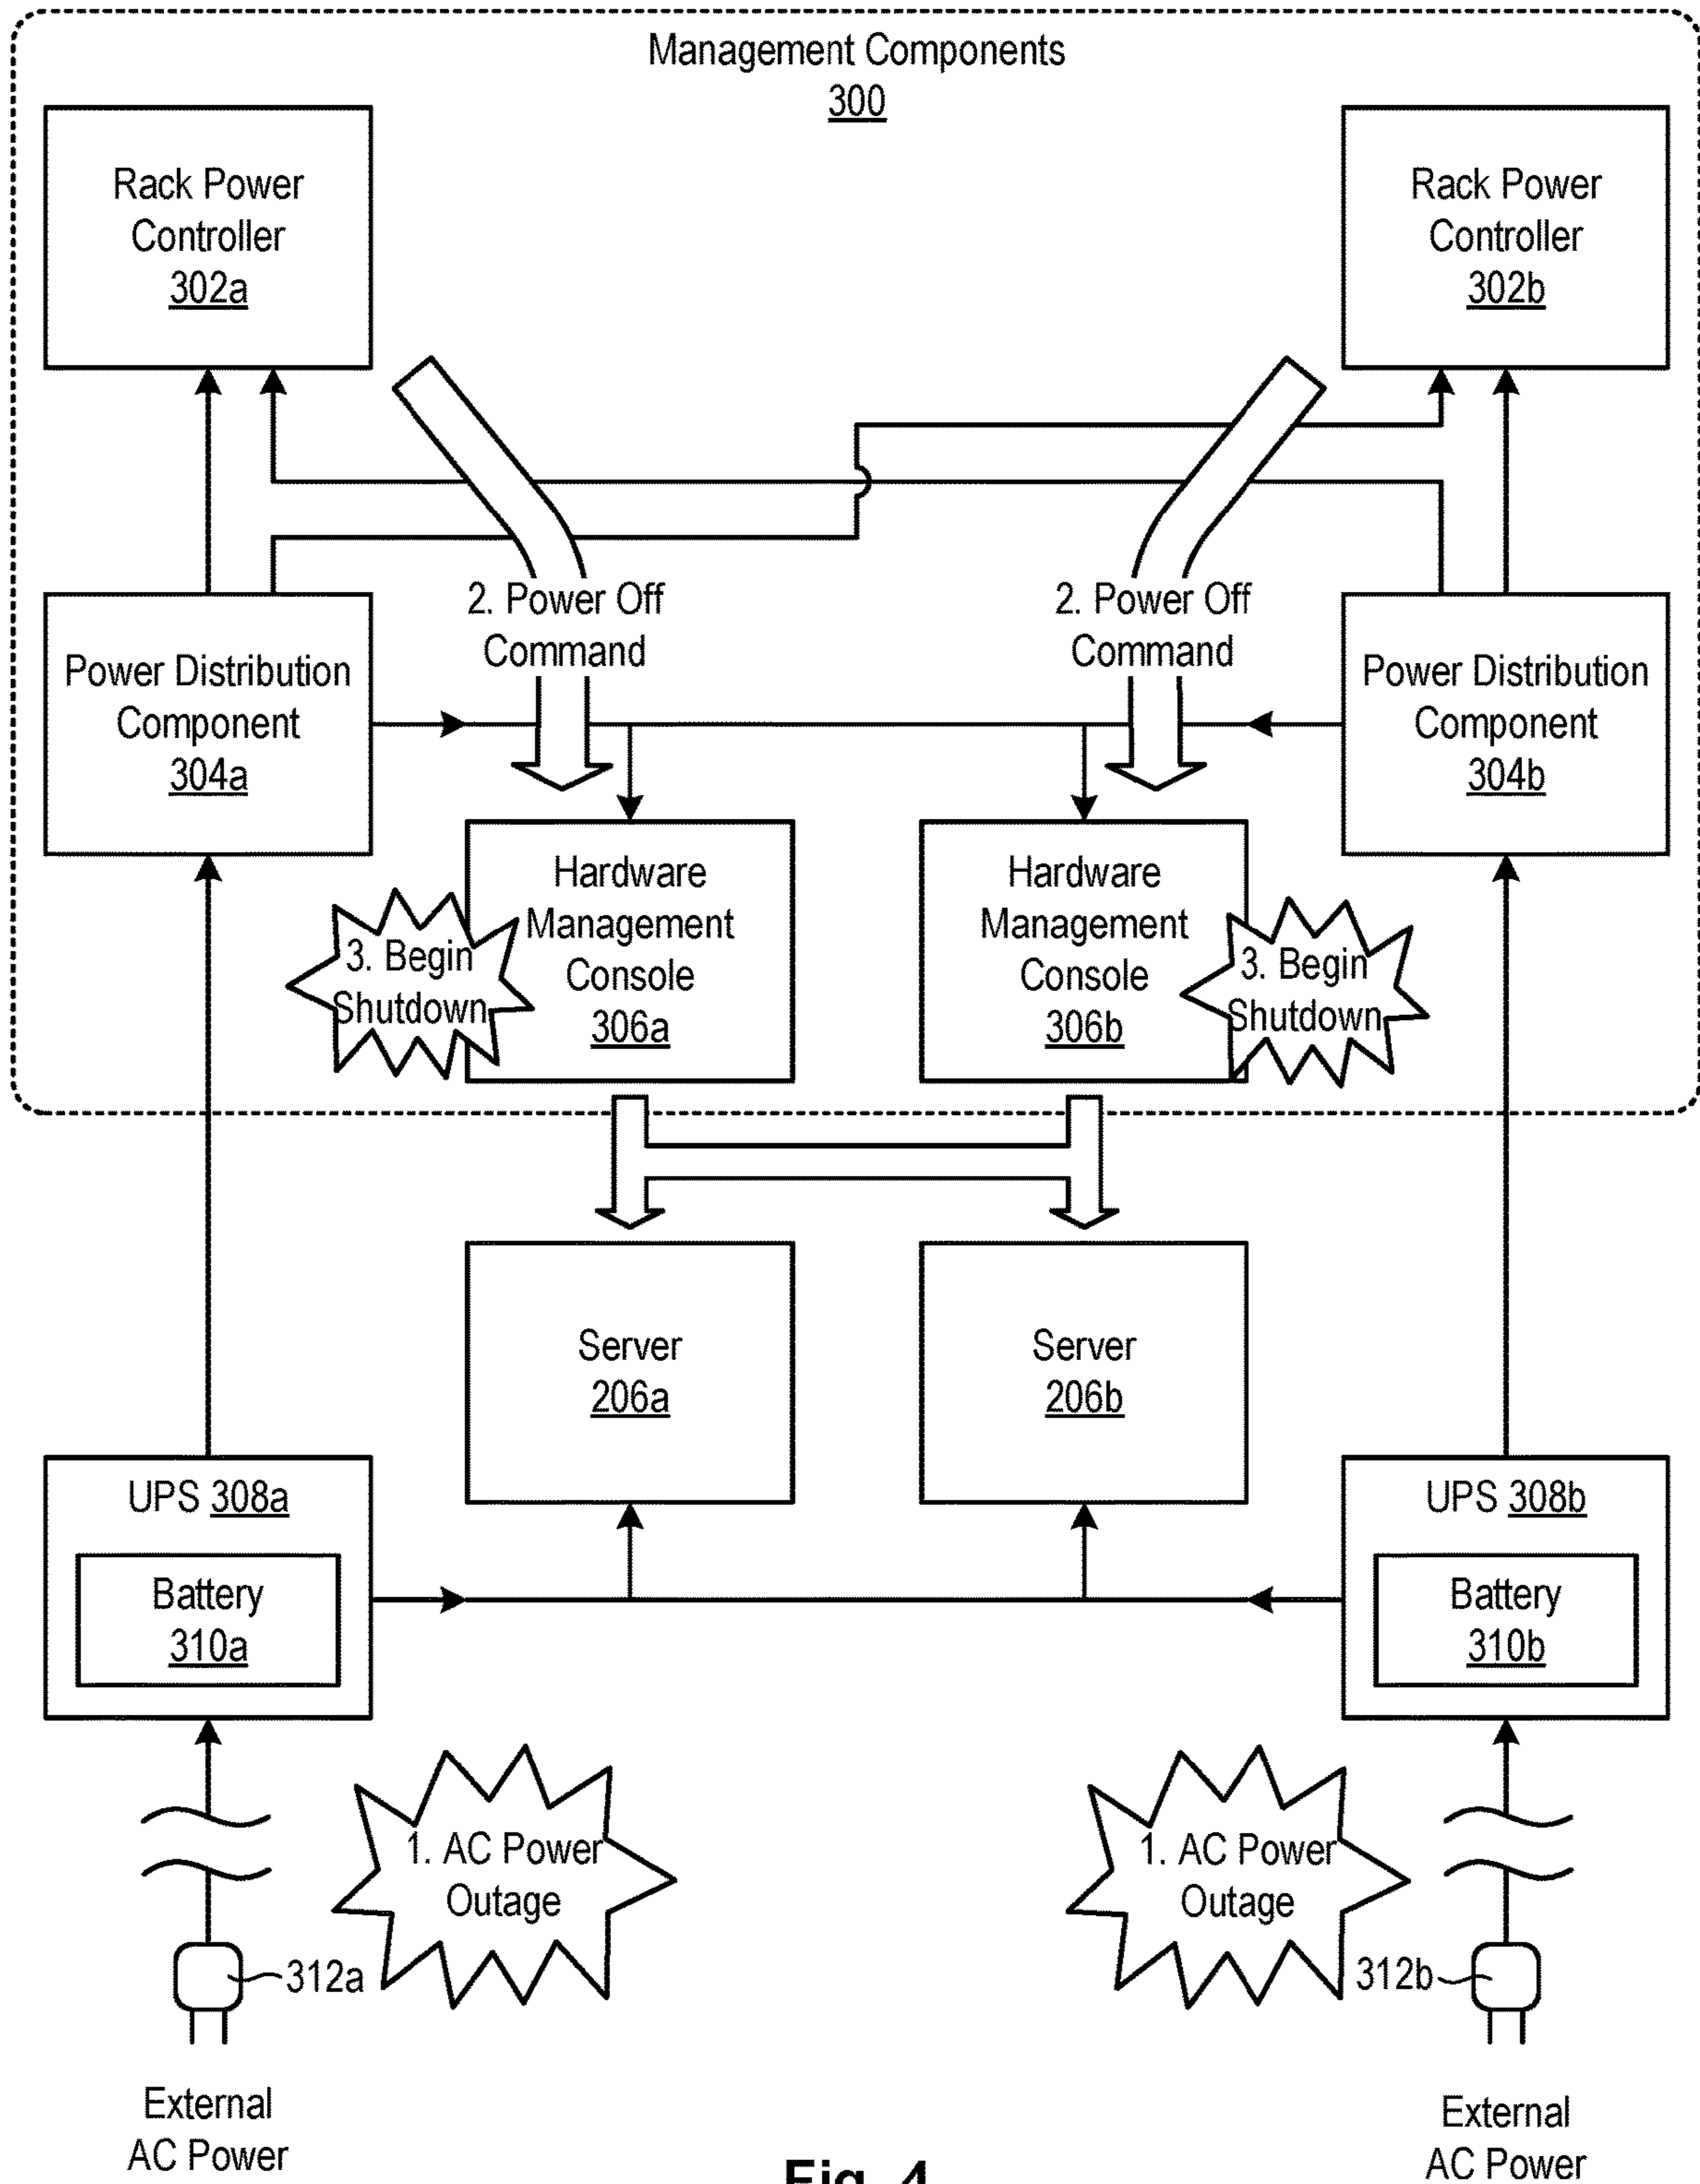 Management Components
300
Rack Power
Controller
302a
Rack Power
Controller
302b
2. Power Off
Command
2. Power Off
Command
Power Distribution
Component
304a
Power Distribution
Component
304b
Hardware
Management
Console
306a
Hardware
Management
Console
306b
3. Begin
Shutdown
3. Begin
Shutdown
Server
206a
Server
206b
UPS 308a
Battery
310a
UPS 308b
Battery
310b
1. AC Power
Outage
1. AC Power
Outage
312a
312b
External
AC Power
External
AC Power
Fig. 4